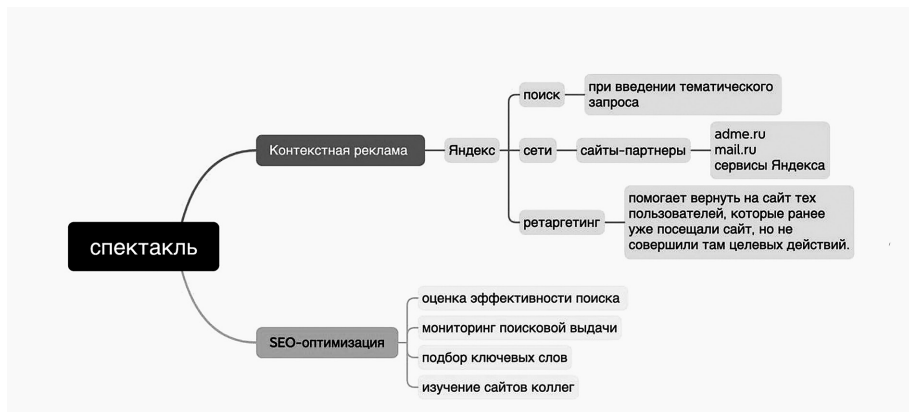 спектакль
Контекстная реклама
Яндекс
поиск
при введении тематического
запроса
сети
сайты-партнеры
adme.ru
mail.ru
сервисы Яндекса
ретаргетинг
помогает вернуть на сайт тех
пользователей, которые ранее
уже посещали сайт, но не
совершили там целевых действий.
SEO-оптимизация
оценка эффективности поиска
мониторинг поисковой выдачи
подбор ключевых слов
изучение сайтов коллег